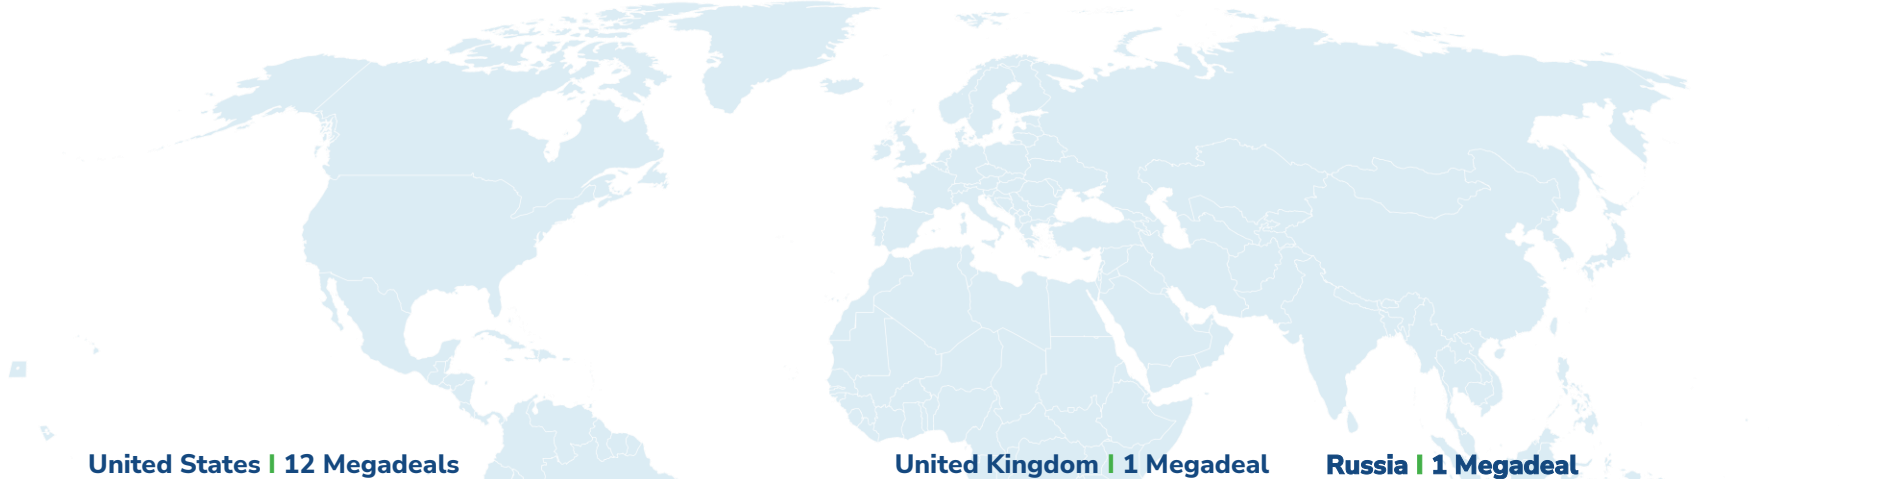 United States | 12 Megadeals
United Kingdom | 1 Megadeal
Russia | 1 Megadeal